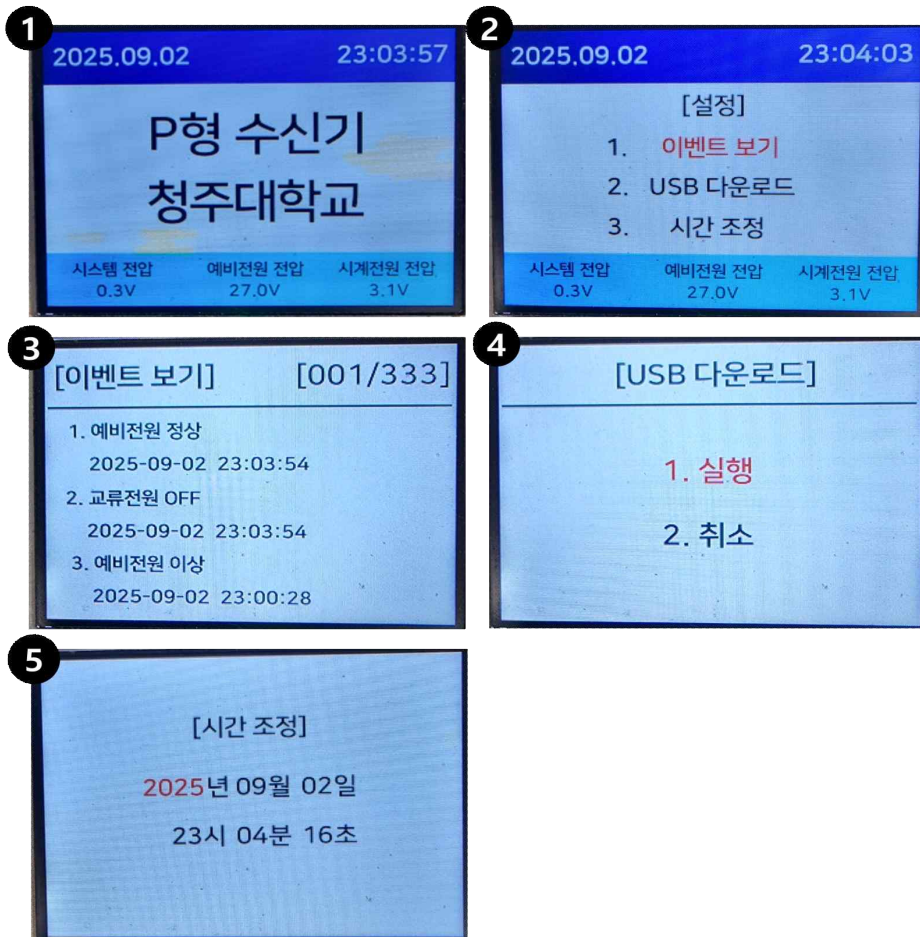 1
2025.09.02 23:03:57
P형 수신기
청주대학교
시스템 전압 예비전원 전압 시계전원 전압
0.3V 27.0V 3.1V
2
2025.09.02 23:04:03
[설정]
1. 이벤트 보기
2. USB 다운로드
3. 시간 조정
시스템 전압 예비전원 전압 시계전원 전압
0.3V 27.0V 3.1V
3
[이벤트 보기] [001/333]
1. 예비전원 정상
2025-09-02 23:03:54
2. 교류전원 OFF
2025-09-02 23:03:54
3. 예비전원 이상
2025-09-02 23:00:28
4
[USB 다운로드]
1. 실행
2. 취소
5
[시간 조정]
2025년 09월 02일
23시 04분 16초